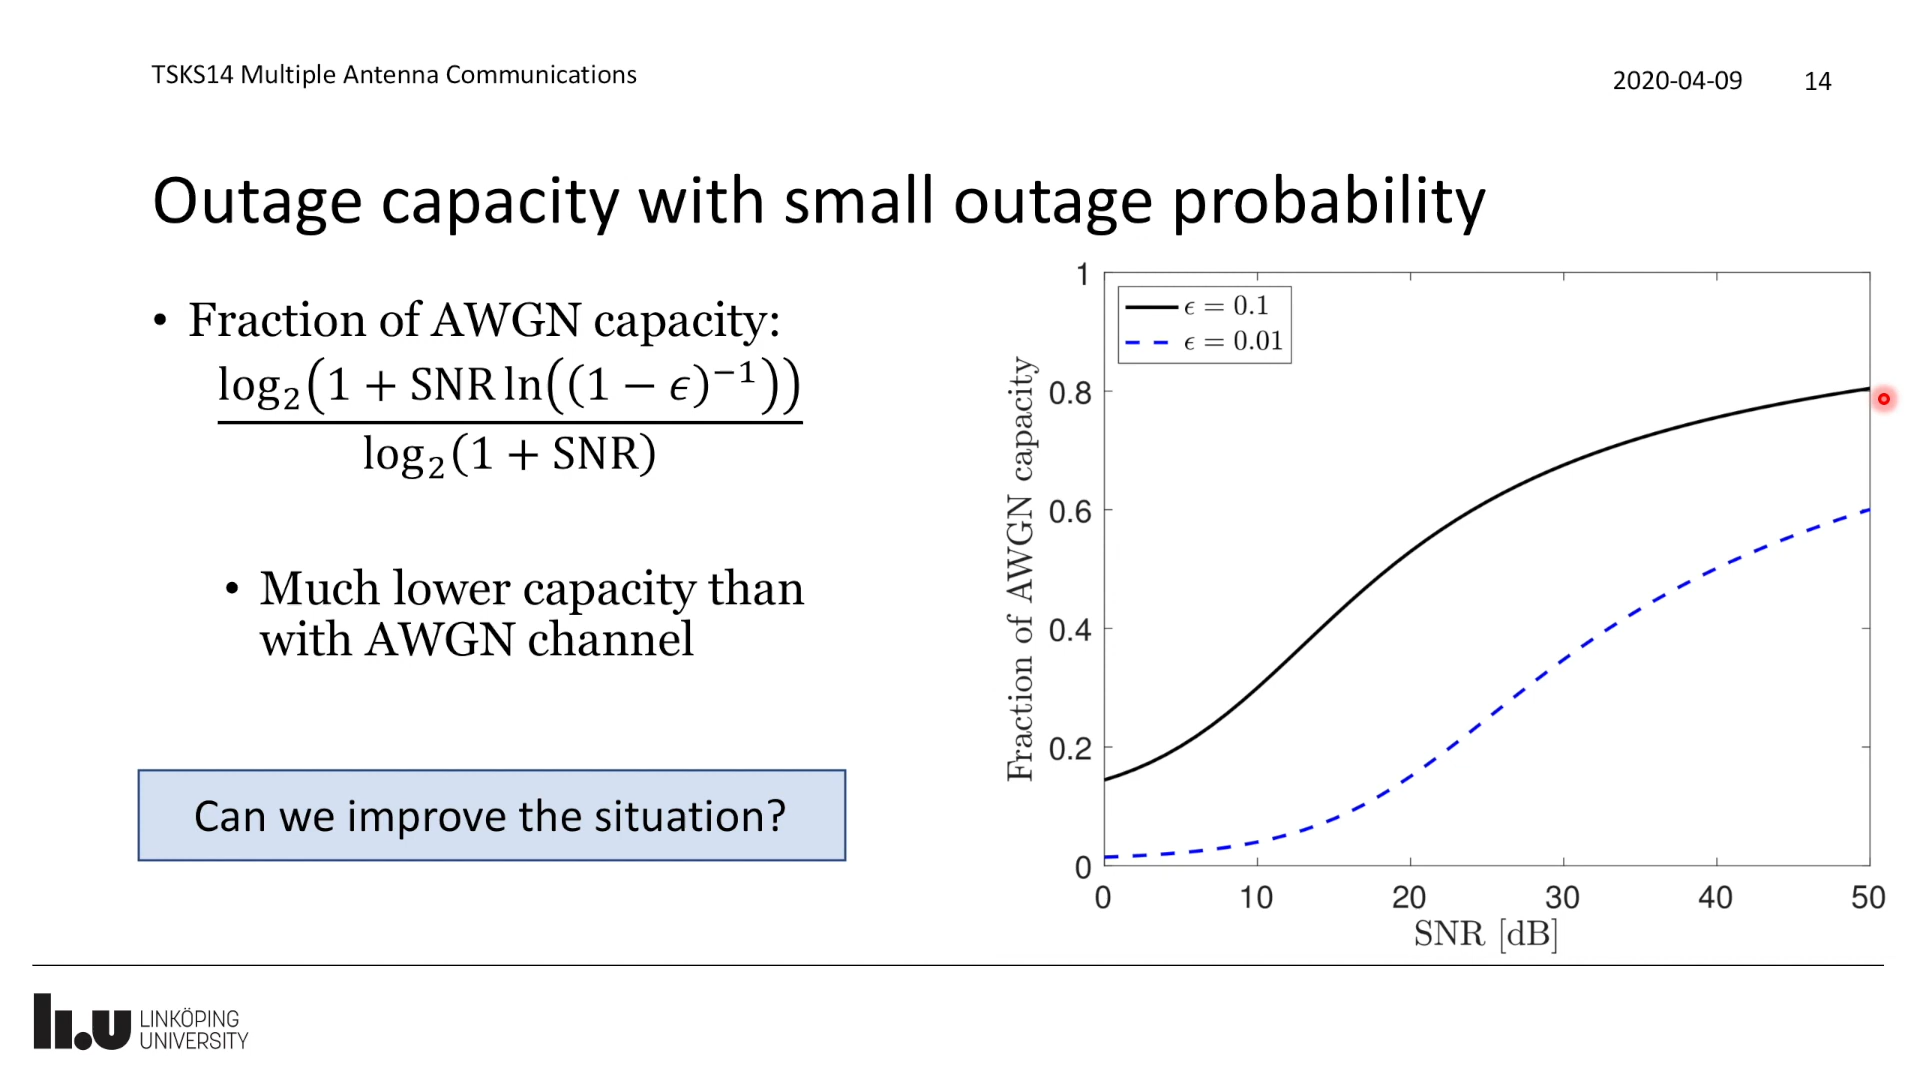 TSKS14 Multiple Antenna Communications
2020-04-09 14
Outage capacity with small outage probability
• Fraction of AWGN capacity:
log₂(1 + SNR ln((1 − ϵ)⁻¹))
log₂(1 + SNR)
• Much lower capacity than
with AWGN channel
Can we improve the situation?
ϵ = 0.1
ϵ = 0.01
Fraction of AWGN capacity
1
0.8
0.6
0.4
0.2
0
0 10 20 30 40 50
SNR [dB]
li.u LINKÖPING
UNIVERSITY